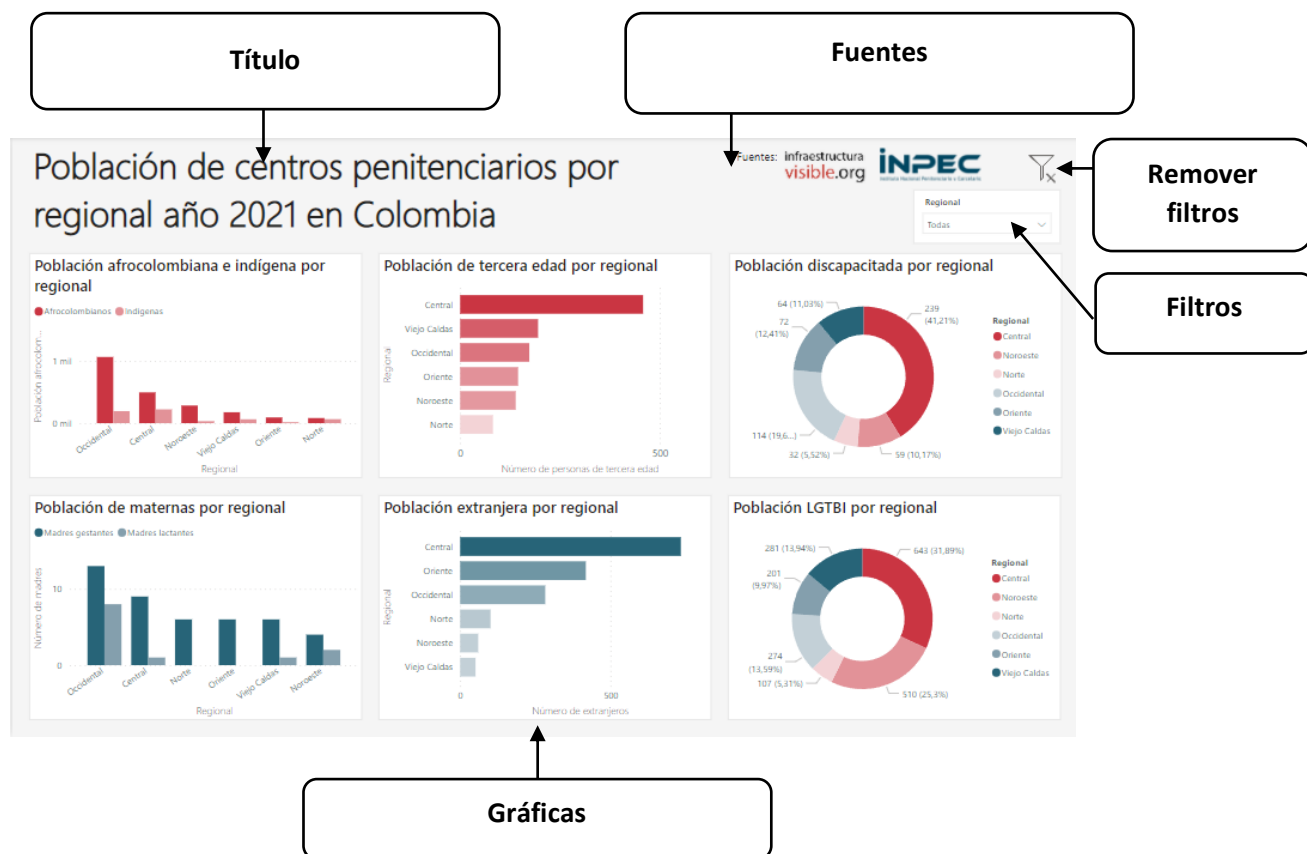 Título
Fuentes
Población de centros penitenciarios por
regional año 2021 en Colombia
Fuentes:
infraestructura
visible.org
INPEC
Instituto Nacional Penitenciario y Carcelario
Remover
filtros
Regional
Todas
Filtros
Población afrocolombiana e indígena por
regional
Afrocolombianos Indígenas
Población afrocolom...
1 mil
0 mil
Occidental
Central
Noroeste
Viejo Caldas
Oriente
Norte
Regional
Población de tercera edad por regional
Regional
Central
Viejo Caldas
Occidental
Oriente
Noroeste
Norte
0 500
Número de personas de tercera edad
Población discapacitada por regional
64 (11,03%)
72
(12,41%)
114 (19,6...)
32 (5,52%)
59 (10,17%)
239
(41,21%)
Regional
Central
Noroeste
Norte
Occidental
Oriente
Viejo Caldas
Población de maternas por regional
Madres gestantes Madres lactantes
Número de madres
10
0
Occidental
Central
Norte
Oriente
Viejo Caldas
Noroeste
Regional
Población extranjera por regional
Regional
Central
Oriente
Occidental
Norte
Noroeste
Viejo Caldas
0 500
Número de extranjeros
Población LGTBI por regional
281 (13,94%)
201
(9,97%)
274
(13,59%)
107 (5,31%)
510 (25,3%)
643 (31,89%)
Regional
Central
Noroeste
Norte
Occidental
Oriente
Viejo Caldas
Gráficas